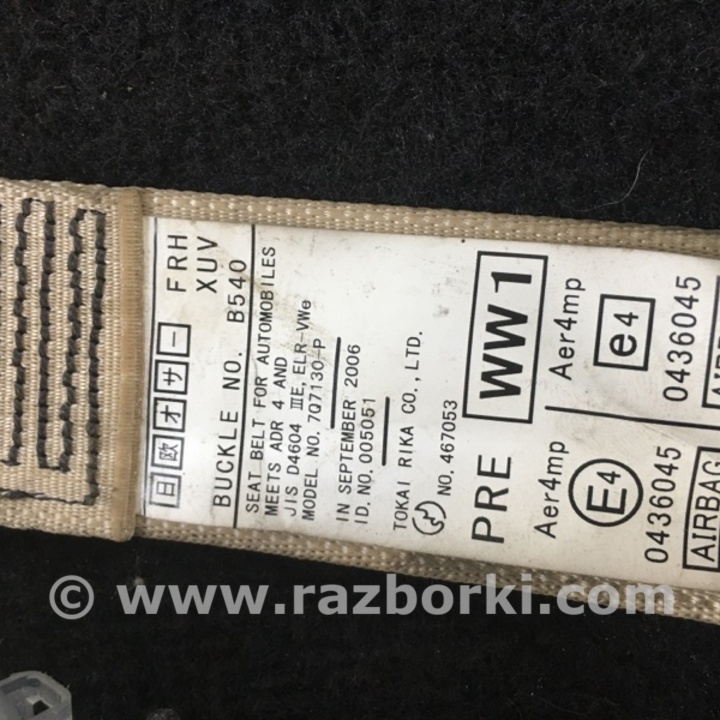 日 欧 オ サ ー FRH
XUV
BUCKLE NO. B540
SEAT BELT FOR AUTOMOBILES
MEETS ADR 4 AND
JIS D4604 ⅢE, ELR-VWe
MODEL NO. 7Q7130-P
IN SEPTEMBER 2006
ID. NO. 005051
TOKAI RIKA CO., LTD.
NO. 467053
PRE WW1
Aer4mp Aer4mp
E4 e4
0436045 0436045
AIRBAG
© www.razborki.com